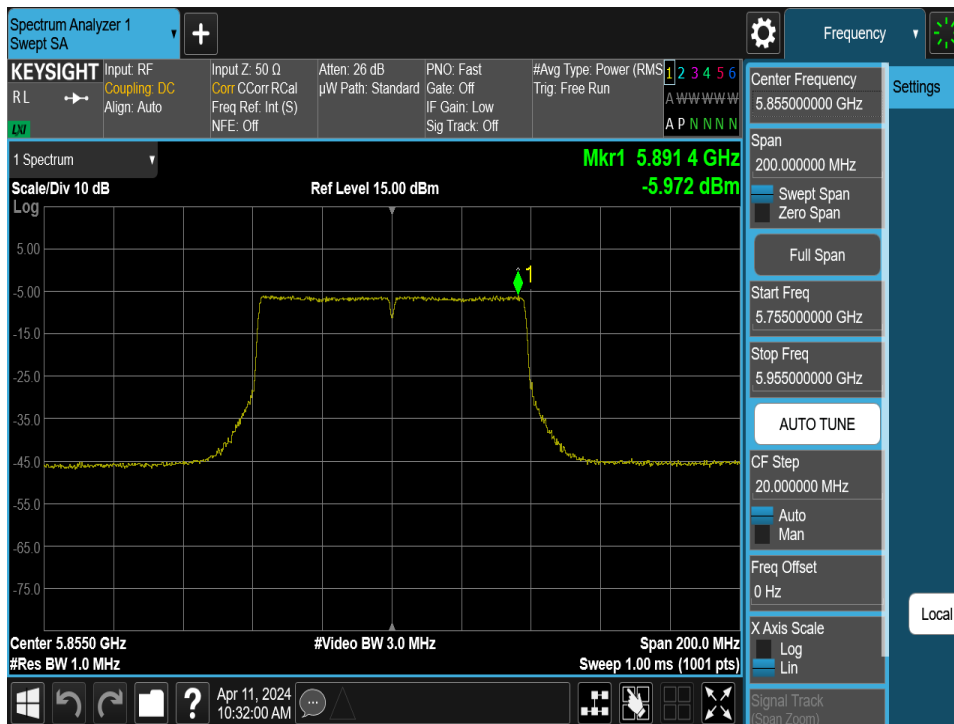 Spectrum Analyzer 1
Swept SA
+
Frequency
KEYSIGHT
R L
LXI
Input: RF
Coupling: DC
Align: Auto
Input Z: 50 Ω
Corr CCorr RCal
Freq Ref: Int (S)
NFE: Off
Atten: 26 dB
µW Path: Standard
PNO: Fast
Gate: Off
IF Gain: Low
Sig Track: Off
#Avg Type: Power (RMS
Trig: Free Run
1 2 3 4 5 6
A W W W W W
A P N N N N
1 Spectrum
Mkr1 5.891 4 GHz
-5.972 dBm
Scale/Div 10 dB
Ref Level 15.00 dBm
Log
5.00
-5.00
-15.0
-25.0
-35.0
-45.0
-55.0
-65.0
-75.0
1
Center 5.8550 GHz
#Video BW 3.0 MHz
Span 200.0 MHz
#Res BW 1.0 MHz
Sweep 1.00 ms (1001 pts)
Center Frequency
5.855000000 GHz
Span
200.000000 MHz
Swept Span
Zero Span
Full Span
Start Freq
5.755000000 GHz
Stop Freq
5.955000000 GHz
AUTO TUNE
CF Step
20.000000 MHz
Auto
Man
Freq Offset
0 Hz
X Axis Scale
Log
Lin
Signal Track
(Span Zoom)
Settings
Local
?
Apr 11, 2024
10:32:00 AM